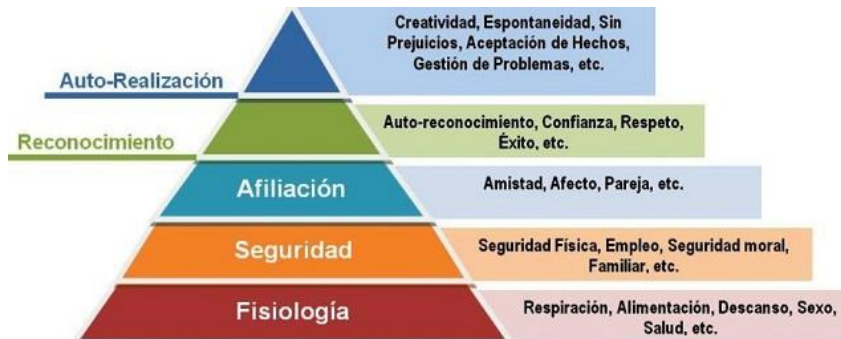 Creatividad, Espontaneidad, Sin
Prejuicios, Aceptación de Hechos,
Gestión de Problemas, etc.
Auto-Realización
Auto-reconocimiento, Confianza, Respeto,
Éxito, etc.
Reconocimiento
Afiliación
Amistad, Afecto, Pareja, etc.
Seguridad
Seguridad Física, Empleo, Seguridad moral,
Familiar, etc.
Fisiología
Respiración, Alimentación, Descanso, Sexo,
Salud, etc.